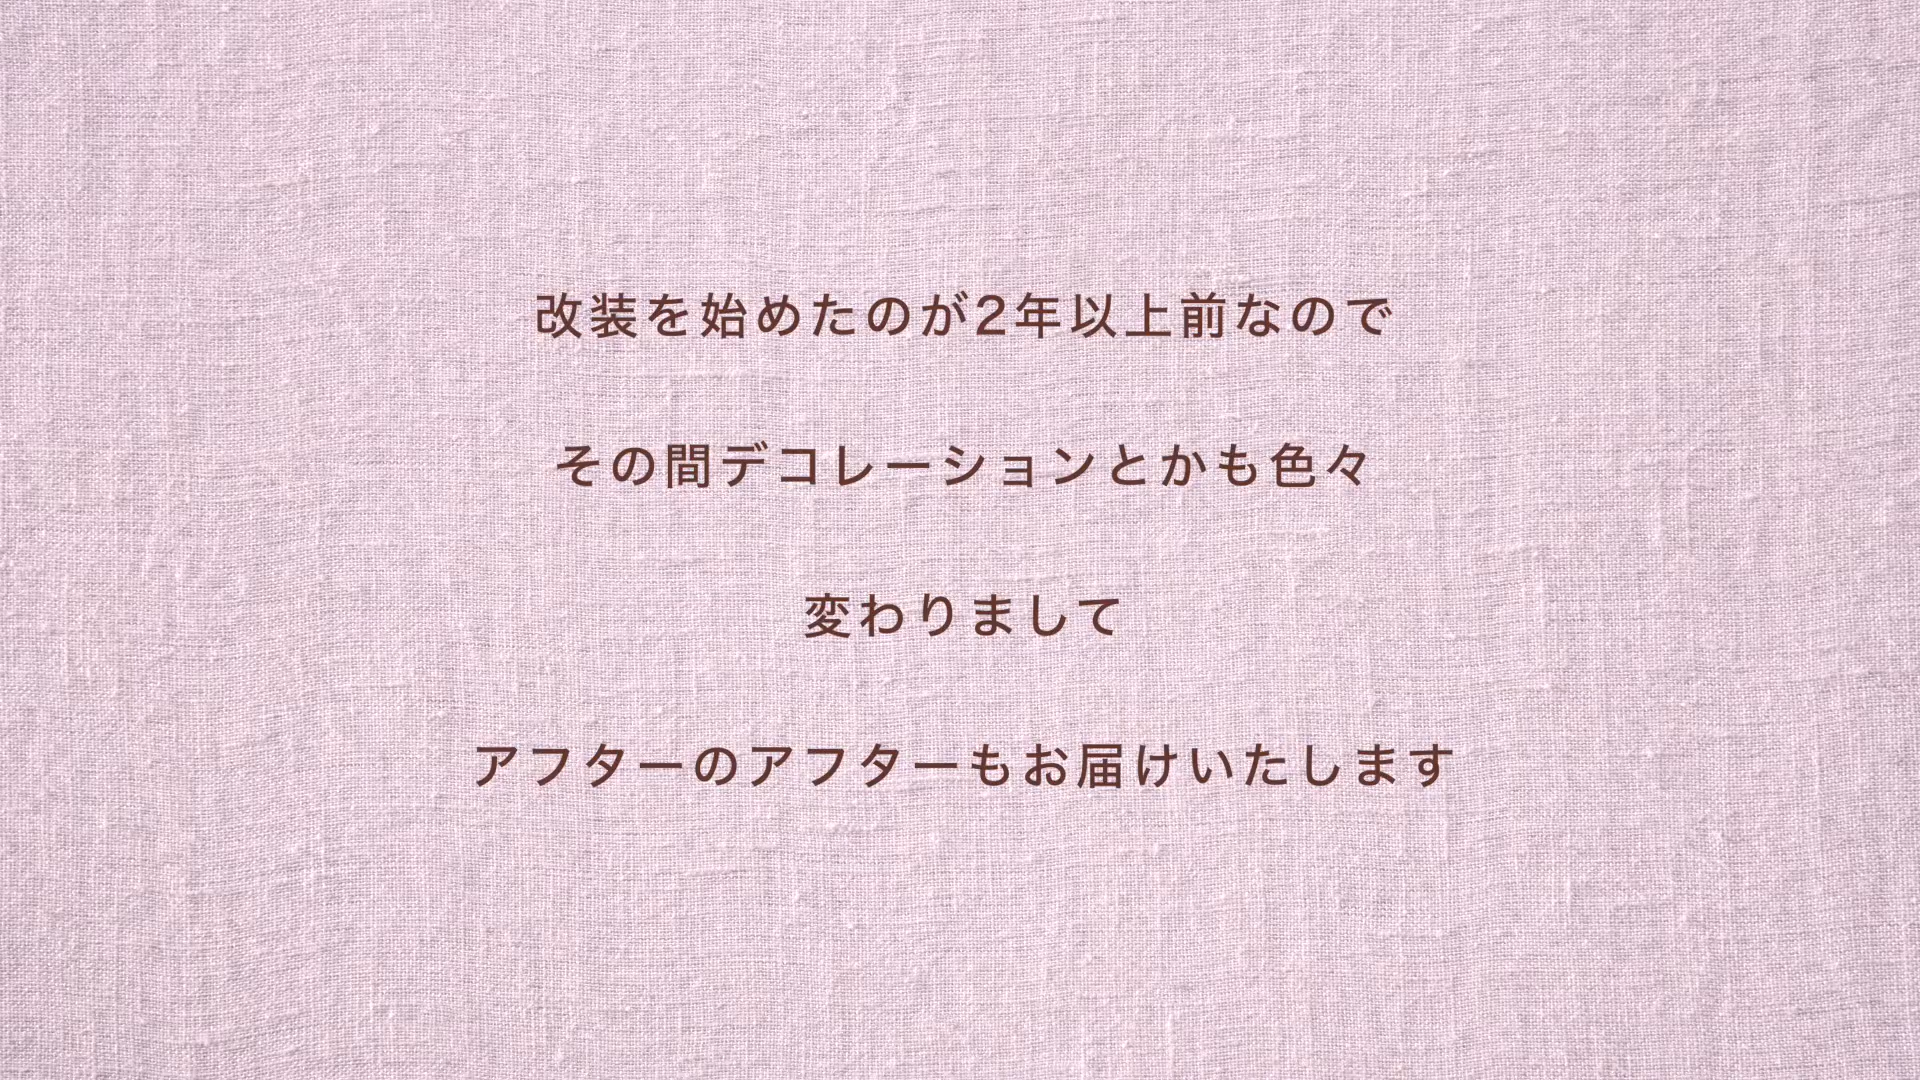 改装を始めたのが2年以上前なので
その間デコレーションとかも色々
変わりまして
アフターのアフターもお届けいたします